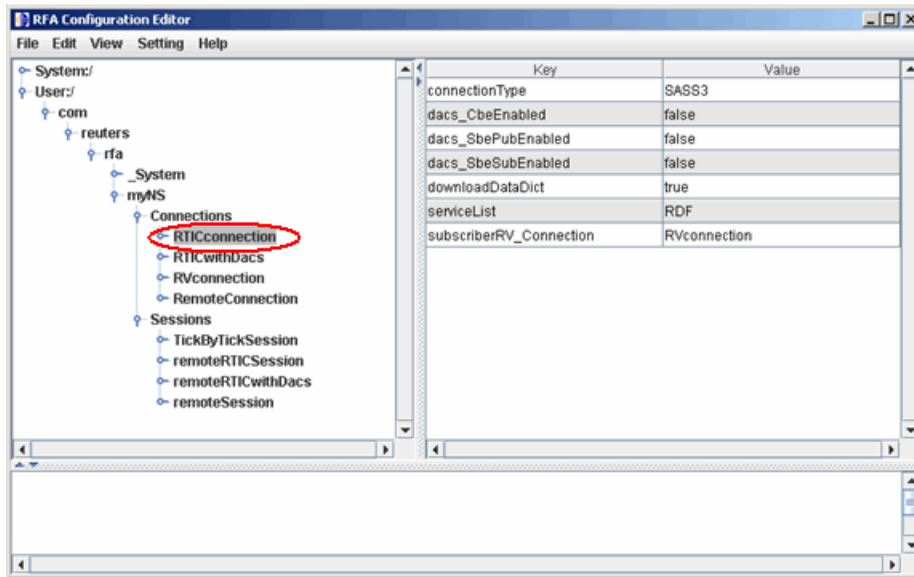 RFA Configuration Editor
File Edit View Setting Help
System:/
User:/
com
reuters
rfa
_System
myNS
Connections
RTICconnection
RTICwithDacs
RVconnection
RemoteConnection
Sessions
TickByTickSession
remoteRTICSession
remoteRTICwithDacs
remoteSession
Key Value
connectionType SASS3
dacs_CbeEnabled false
dacs_SbePubEnabled false
dacs_SbeSubEnabled false
downloadDataDict true
serviceList RDF
subscriberRV_Connection RVconnection